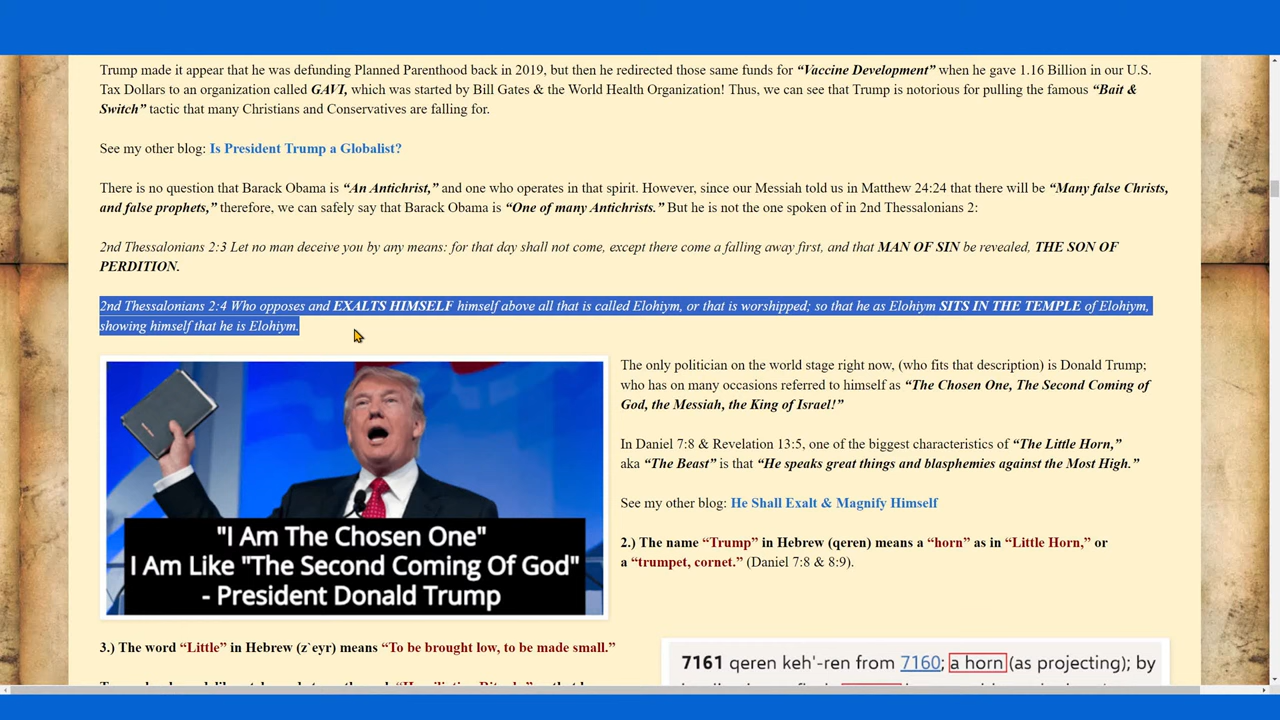 Trump made it appear that he was defunding Planned Parenthood back in 2019, but then he redirected those same funds for “Vaccine Development” when he gave 1.16 Billion in our U.S.
Tax Dollars to an organization called GAVI, which was started by Bill Gates & the World Health Organization! Thus, we can see that Trump is notorious for pulling the famous “Bait &
Switch” tactic that many Christians and Conservatives are falling for.
See my other blog: Is President Trump a Globalist?
There is no question that Barack Obama is “An Antichrist,” and one who operates in that spirit. However, since our Messiah told us in Matthew 24:24 that there will be “Many false Christs,
and false prophets,” therefore, we can safely say that Barack Obama is “One of many Antichrists.” But he is not the one spoken of in 2nd Thessalonians 2:
2nd Thessalonians 2:3 Let no man deceive you by any means: for that day shall not come, except there come a falling away first, and that MAN OF SIN be revealed, THE SON OF
PERDITION.
2nd Thessalonians 2:4 Who opposes and EXALTS HIMSELF himself above all that is called Elohiym, or that is worshipped; so that he as Elohiym SITS IN THE TEMPLE of Elohiym,
showing himself that he is Elohiym.
"I Am The Chosen One"
I Am Like "The Second Coming Of God"
- President Donald Trump
The only politician on the world stage right now, (who fits that description) is Donald Trump;
who has on many occasions referred to himself as “The Chosen One, The Second Coming of
God, the Messiah, the King of Israel!”
In Daniel 7:8 & Revelation 13:5, one of the biggest characteristics of “The Little Horn,”
aka “The Beast” is that “He speaks great things and blasphemies against the Most High.”
See my other blog: He Shall Exalt & Magnify Himself
2.) The name “Trump” in Hebrew (qeren) means a “horn” as in “Little Horn,” or
a “trumpet, cornet.” (Daniel 7:8 & 8:9).
3.) The word “Little” in Hebrew (z`eyr) means “To be brought low, to be made small.”
7161 qeren keh'-ren from 7160; a horn (as projecting); by